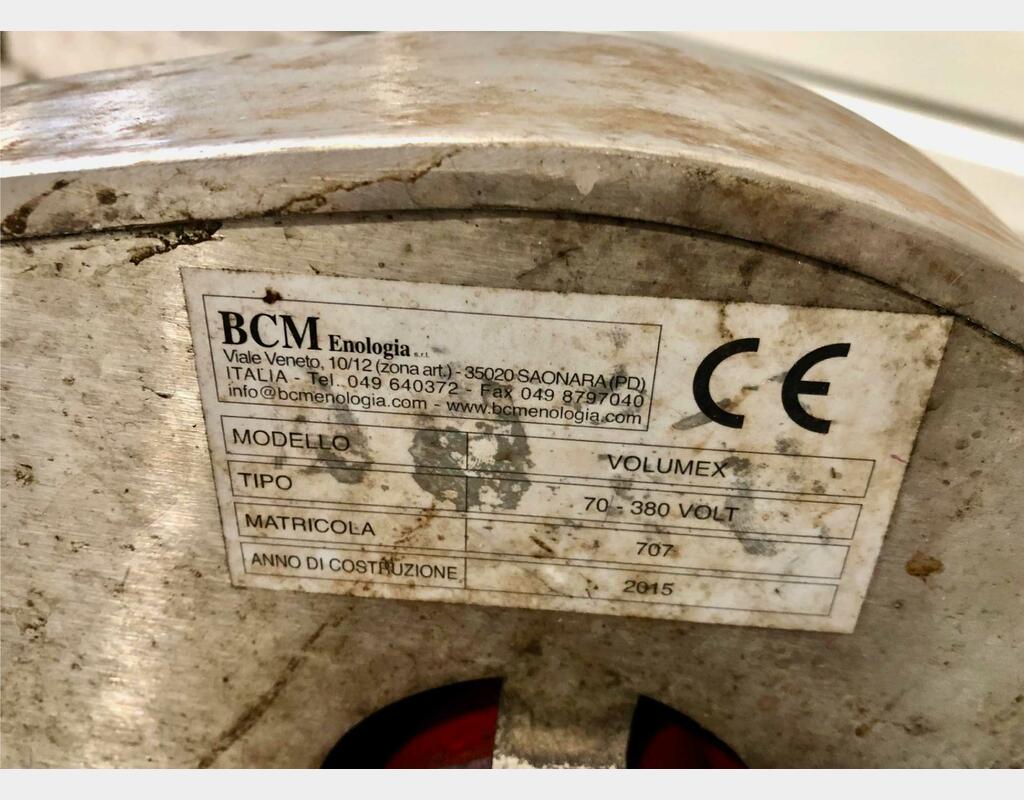 BCM Enologia s.r.l.
Viale Veneto, 10/12 (zona art.) - 35020 SAONARA (PD)
ITALIA - Tel. 049 640372 - Fax 049 8797040
info@bcmenologia.com - www.bcmenologia.com
CE
MODELLO VOLUMEX
TIPO 70 - 380 VOLT
MATRICOLA 707
ANNO DI COSTRUZIONE 2015